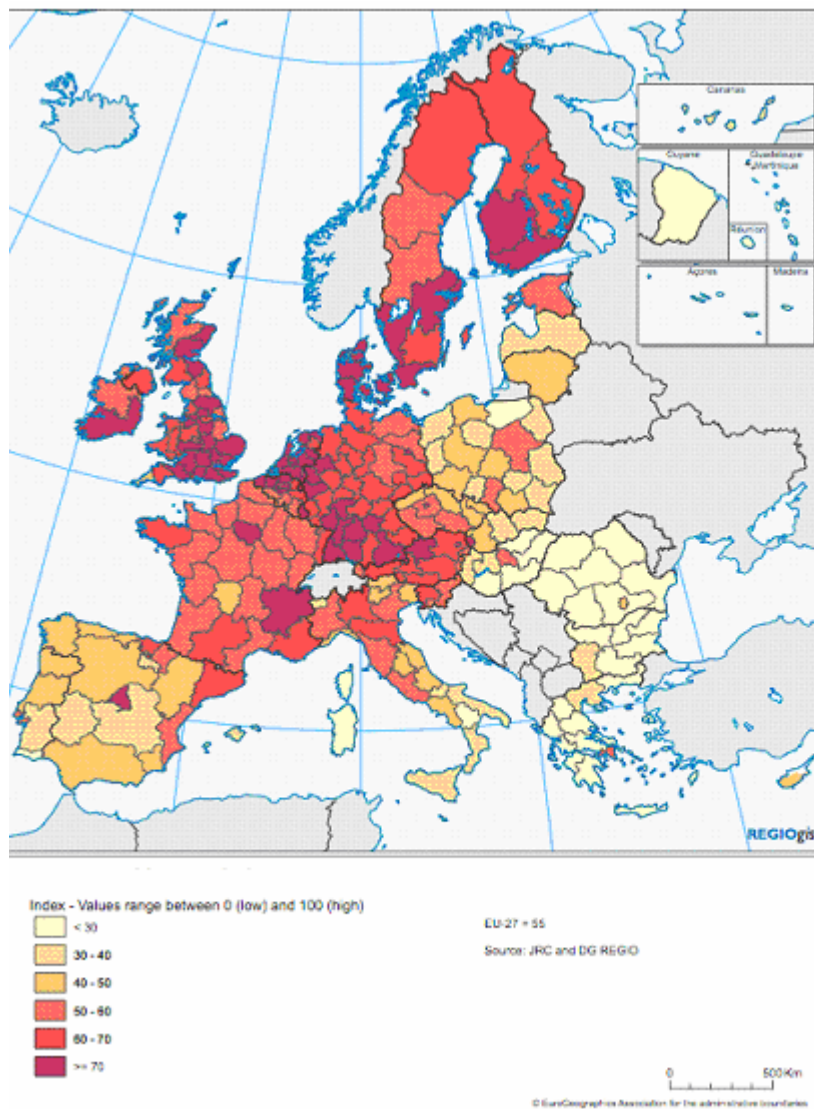 Canarias
Guyane
Guadeloupe
Martinique
Réunion
Açores
Madeira
REGIOgis
Index - Values range between 0 (low) and 100 (high)
< 30
30 - 40
40 - 50
50 - 60
60 - 70
>= 70
EU-27 = 55
Source: JRC and DG REGIO
0 500 Km
© EuroGeographics Association for the administrative boundaries